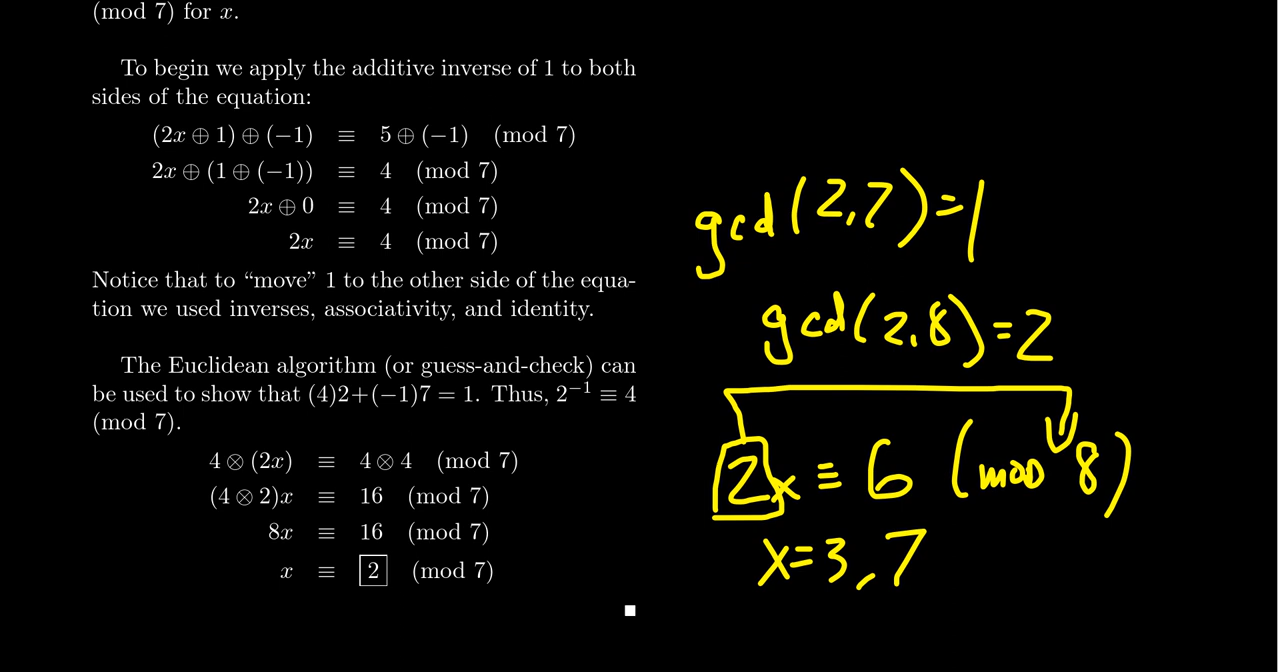 (mod 7) for x.
To begin we apply the additive inverse of 1 to both
sides of the equation:
(2x ⊕ 1) ⊕ (−1) ≡ 5 ⊕ (−1) (mod 7)
2x ⊕ (1 ⊕ (−1)) ≡ 4 (mod 7)
2x ⊕ 0 ≡ 4 (mod 7)
2x ≡ 4 (mod 7)
Notice that to “move” 1 to the other side of the equa-
tion we used inverses, associativity, and identity.
The Euclidean algorithm (or guess-and-check) can
be used to show that (4)2+(−1)7 = 1. Thus, 2⁻¹ ≡ 4
(mod 7).
4 ⊗ (2x) ≡ 4 ⊗ 4 (mod 7)
(4 ⊗ 2)x ≡ 16 (mod 7)
8x ≡ 16 (mod 7)
x ≡ 2 (mod 7)
gcd(2,7)=1
gcd(2,8)=2
2x ≡ 6 (mod 8)
x=3,7